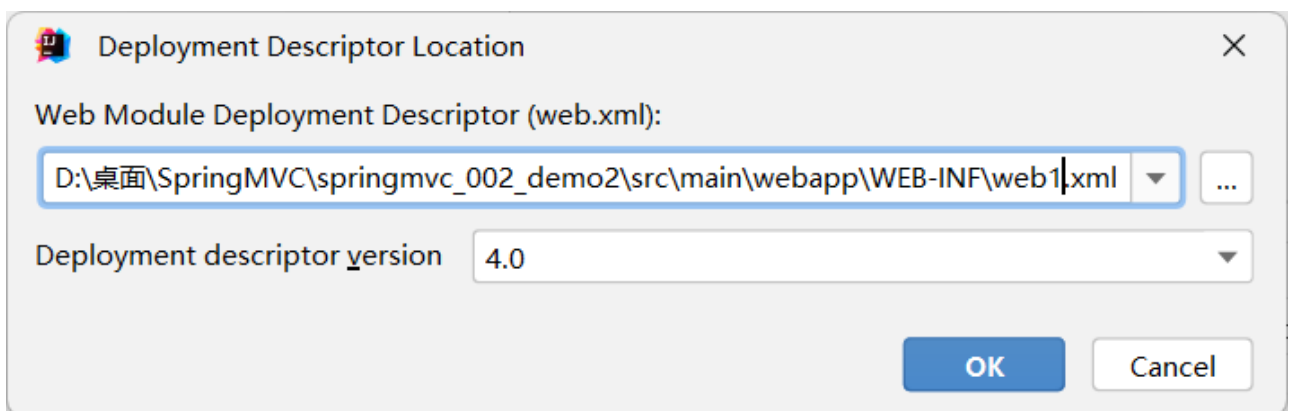 Deployment Descriptor Location
Web Module Deployment Descriptor (web.xml):
D:\桌面\SpringMVC\springmvc_002_demo2\src\main\webapp\WEB-INF\web1.xml
...
Deployment descriptor version 4.0
OK Cancel